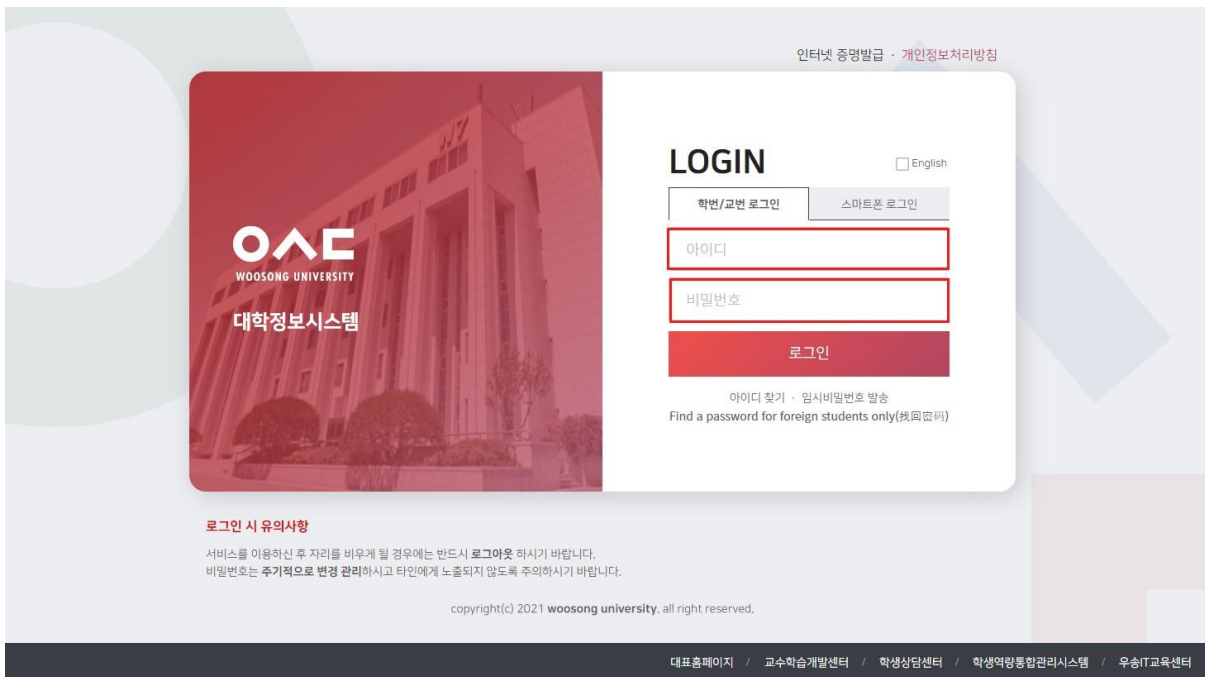 인터넷 증명발급 · 개인정보처리방침
W7
WOOSONG UNIVERSITY
대학정보시스템
LOGIN
English
학번/교번 로그인 스마트폰 로그인
아이디
비밀번호
로그인
아이디 찾기 · 임시비밀번호 발송
Find a password for foreign students only(找回密码)
로그인 시 유의사항
서비스를 이용하신 후 자리를 비우게 될 경우에는 반드시 로그아웃 하시기 바랍니다.
비밀번호는 주기적으로 변경 관리하시고 타인에게 노출되지 않도록 주의하시기 바랍니다.
copyright(c) 2021 woosong university. all right reserved.
대표홈페이지 / 교수학습개발센터 / 학생상담센터 / 학생역량통합관리시스템 / 우송IT교육센터